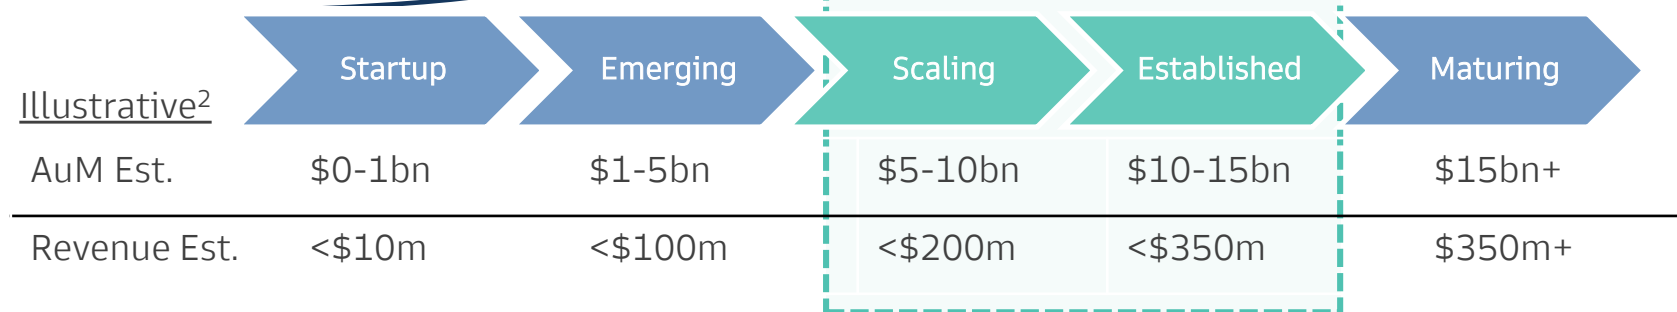 Startup Emerging Scaling Established Maturing
Illustrative²
AuM Est. $0-1bn $1-5bn $5-10bn $10-15bn $15bn+
Revenue Est. <$10m <$100m <$200m <$350m $350m+